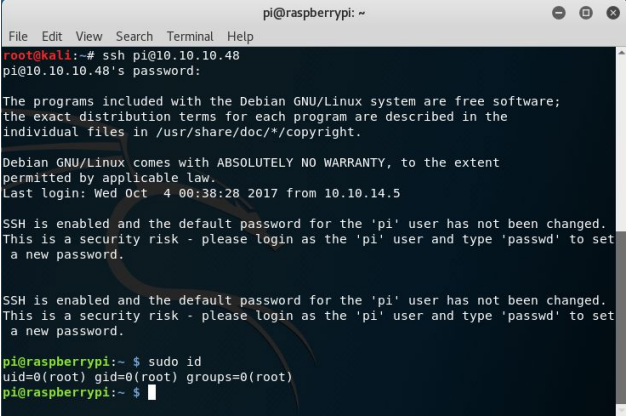 pi@raspberrypi: ~
File Edit View Search Terminal Help
root@kali:~# ssh pi@10.10.10.48
pi@10.10.10.48's password:
The programs included with the Debian GNU/Linux system are free software;
the exact distribution terms for each program are described in the
individual files in /usr/share/doc/*/copyright.
Debian GNU/Linux comes with ABSOLUTELY NO WARRANTY, to the extent
permitted by applicable law.
Last login: Wed Oct  4 00:38:28 2017 from 10.10.14.5
SSH is enabled and the default password for the 'pi' user has not been changed.
This is a security risk - please login as the 'pi' user and type 'passwd' to set
 a new password.
SSH is enabled and the default password for the 'pi' user has not been changed.
This is a security risk - please login as the 'pi' user and type 'passwd' to set
 a new password.
pi@raspberrypi:~ $ sudo id
uid=0(root) gid=0(root) groups=0(root)
pi@raspberrypi:~ $